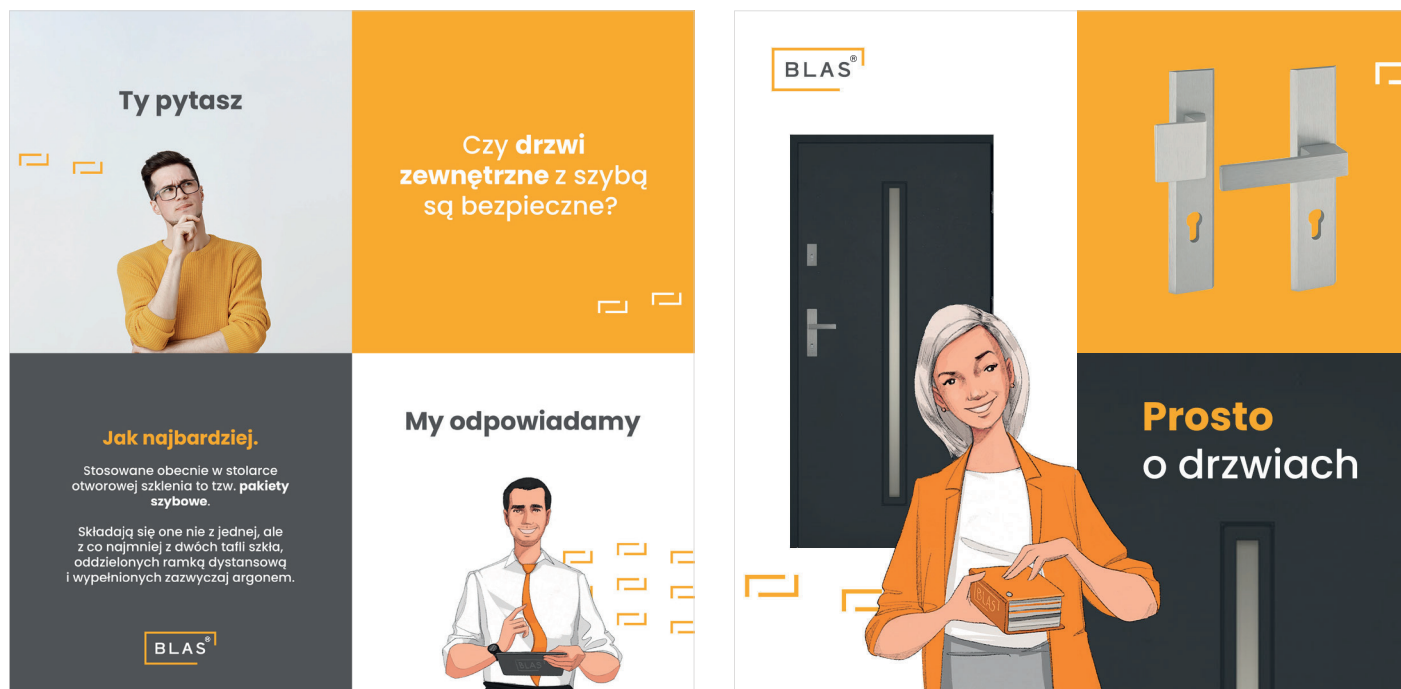 Ty pytasz
Czy drzwi
zewnętrzne z szybą
są bezpieczne?
Jak najbardziej.
Stosowane obecnie w stolarce
otworowej szklenia to tzw. pakiety
szybowe.
Składają się one nie z jednej, ale
z co najmniej z dwóch tafli szkła,
oddzielonych ramką dystansową
i wypełnionych zazwyczaj argonem.
BLAS®
My odpowiadamy
BLAS
BLAS®
Prosto
o drzwiach
BLAS